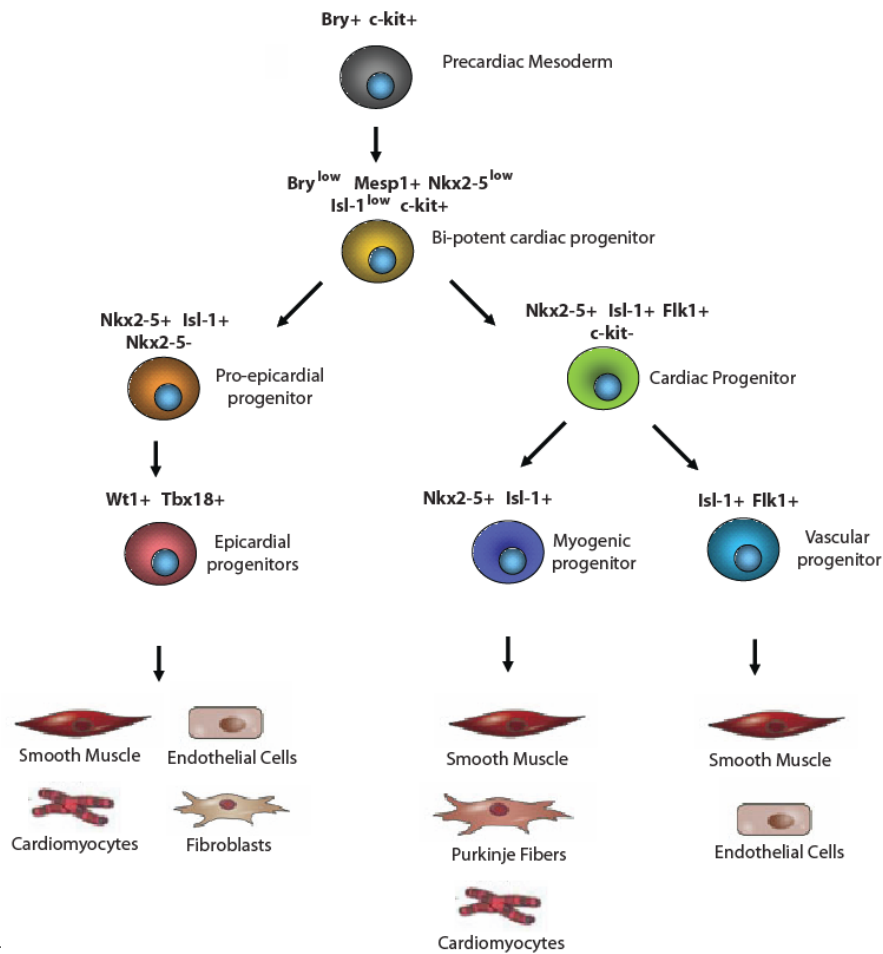 Bry+ c-kit+
Precardiac Mesoderm
Bry^low Mesp1+ Nkx2-5^low
Isl-1^low c-kit+
Bi-potent cardiac progenitor
Nkx2-5+ Isl-1+
Nkx2-5-
Pro-epicardial
progenitor
Nkx2-5+ Isl-1+ Flk1+
c-kit-
Cardiac Progenitor
Wt1+ Tbx18+
Epicardial
progenitors
Nkx2-5+ Isl-1+
Myogenic
progenitor
Isl-1+ Flk1+
Vascular
progenitor
Smooth Muscle
Endothelial Cells
Cardiomyocytes
Fibroblasts
Smooth Muscle
Purkinje Fibers
Cardiomyocytes
Smooth Muscle
Endothelial Cells